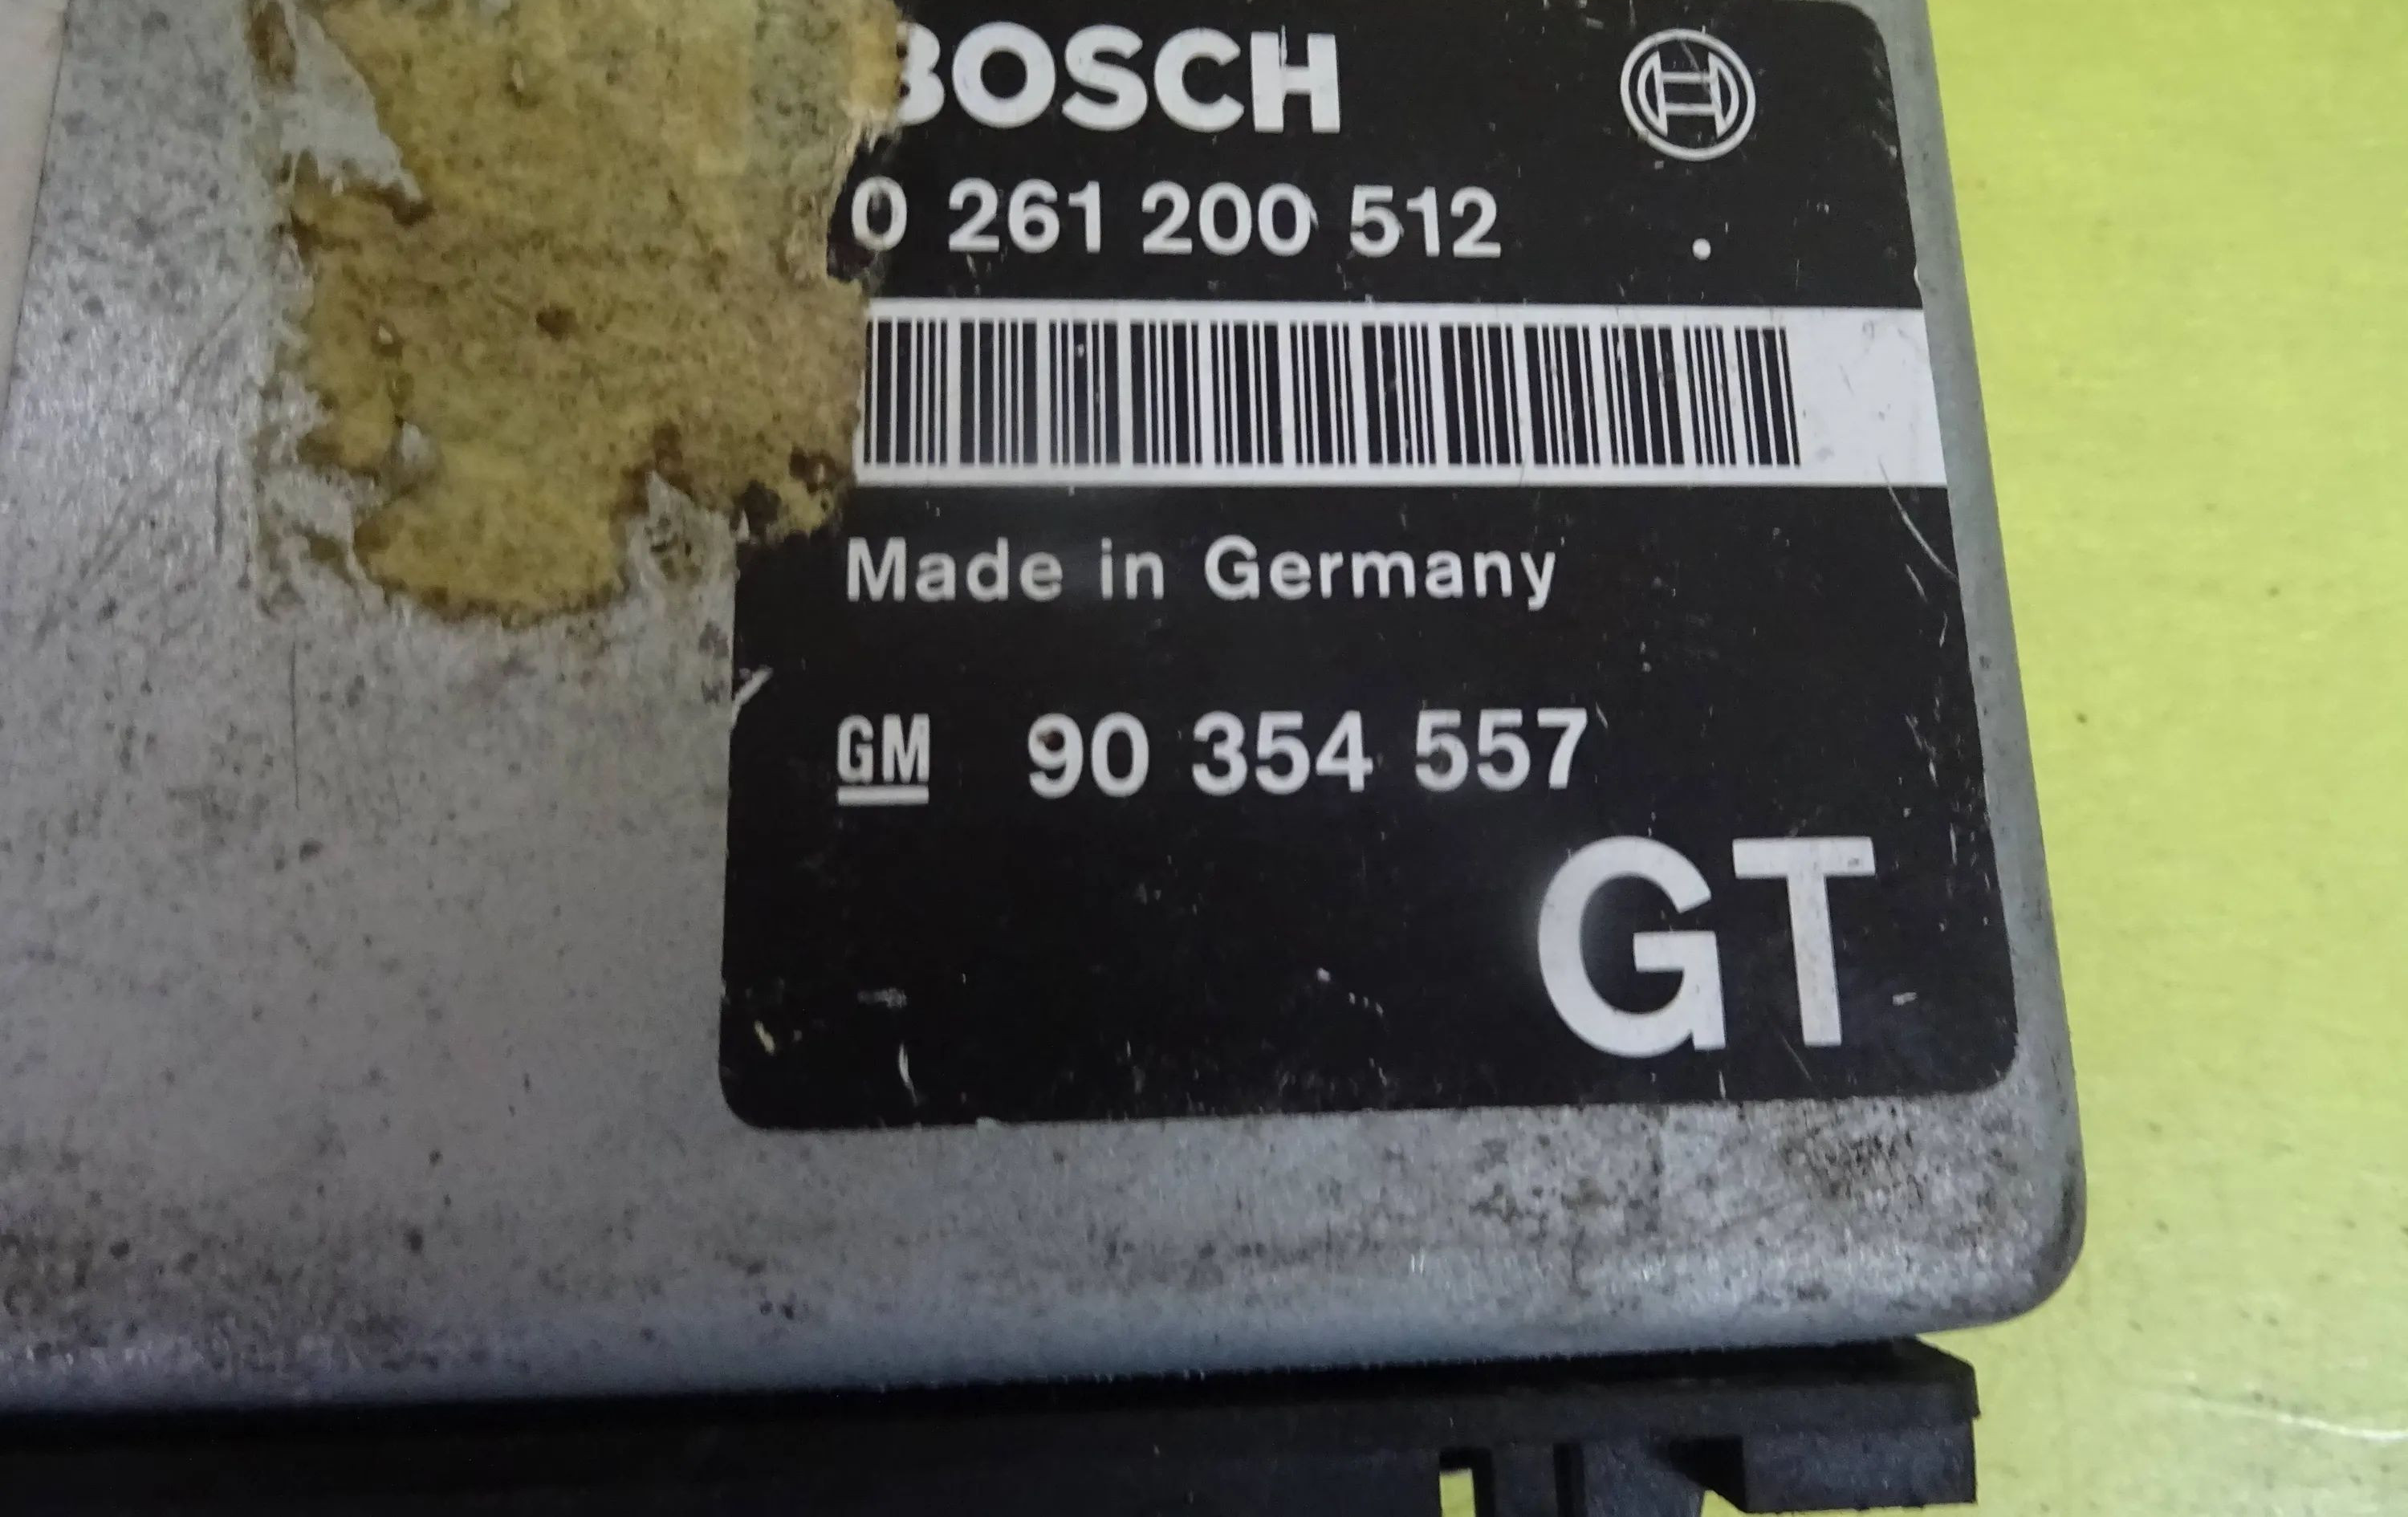 BOSCH
0 261 200 512
Made in Germany
GM 90 354 557
GT